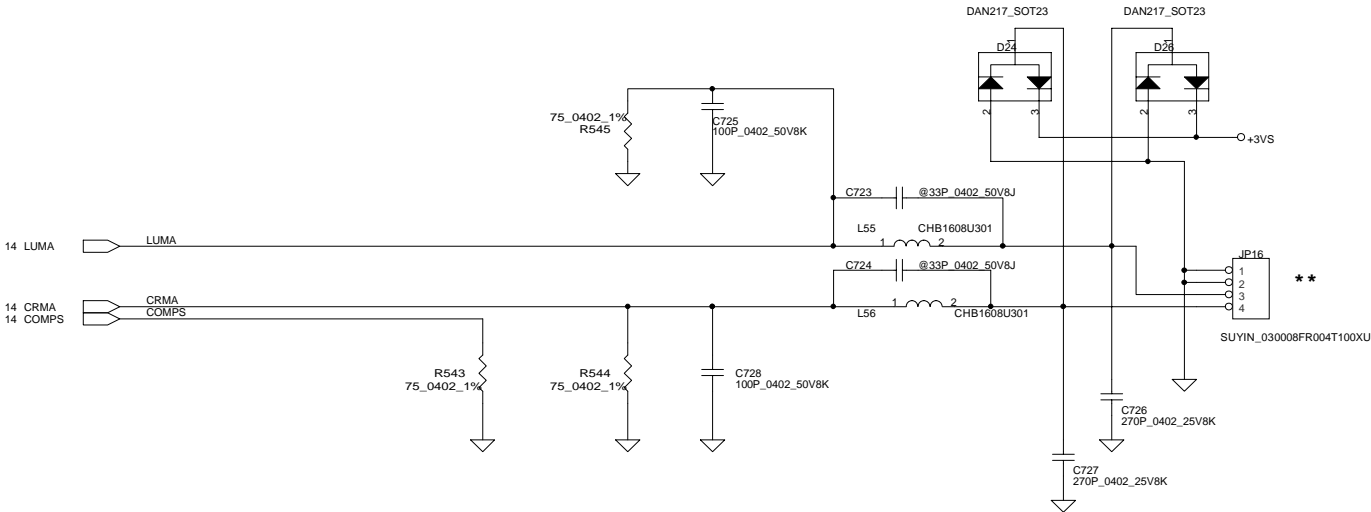 DAN217_SOT23
DAN217_SOT23
1
D24
1
D26
2
3
2
3
+3VS
75_0402_1%
R545
C725
100P_0402_50V8K
C723
@33P_0402_50V8J
14 LUMA
LUMA
L55
CHB1608U301
1
2
C724
@33P_0402_50V8J
JP16
1
2
3
4
**
14 CRMA
CRMA
14 COMPS
COMPS
1
2
L56
CHB1608U301
SUYIN_030008FR004T100XU
R543
75_0402_1%
R544
75_0402_1%
C728
100P_0402_50V8K
C726
270P_0402_25V8K
C727
270P_0402_25V8K